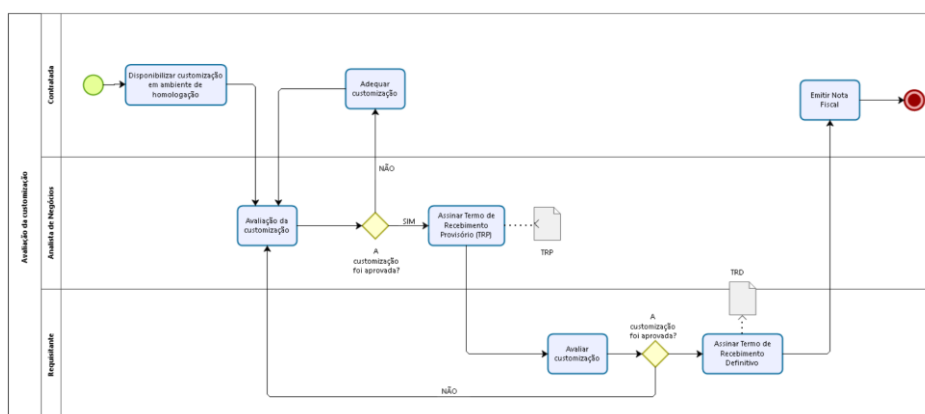 Avaliação da customização
Contratada
Disponibilizar customização
em ambiente de
homologação
Adequar
customização
Emitir Nota
Fiscal
NÃO
Analista de Negócios
Avaliação da
customização
A
customização
foi aprovada?
SIM
Assinar Termo de
Recebimento
Provisório (TRP)
TRP
Requisitante
Avaliar
customização
A
customização
foi aprovada?
TRD
Assinar Termo de
Recebimento
Definitivo
NÃO